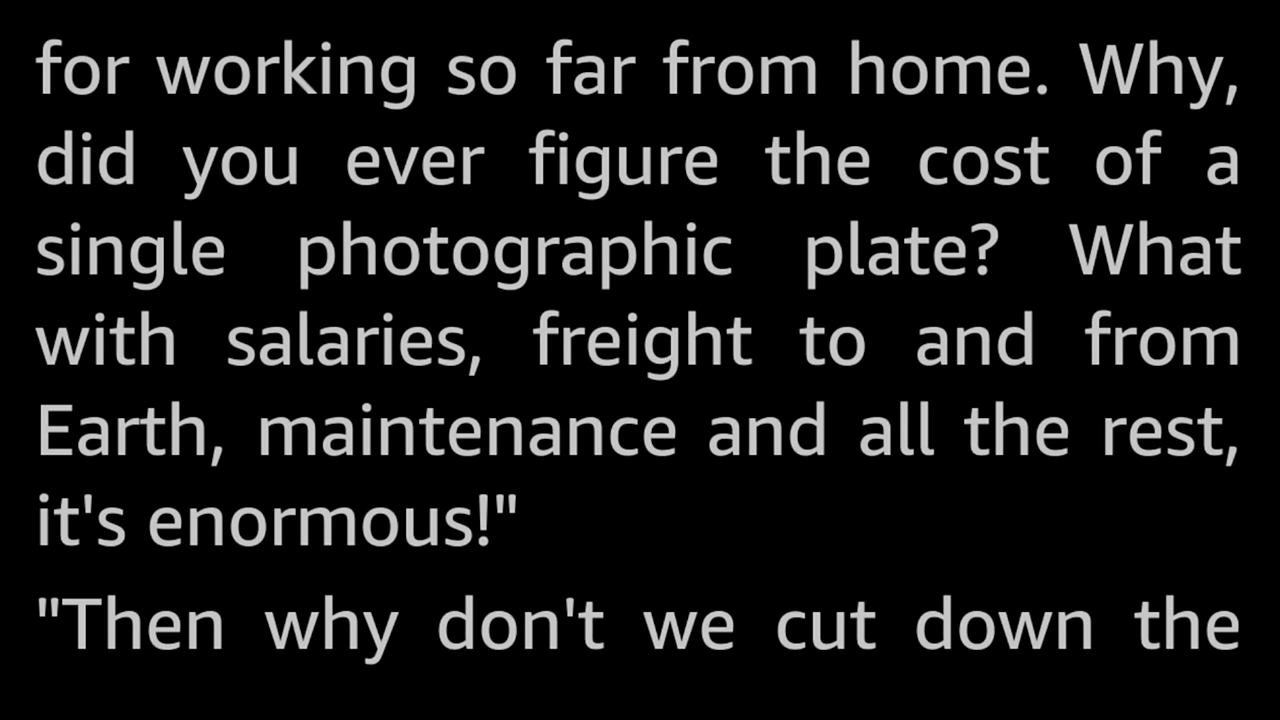 for working so far from home. Why,
did you ever figure the cost of a
single photographic plate? What
with salaries, freight to and from
Earth, maintenance and all the rest,
it's enormous!"
"Then why don't we cut down the